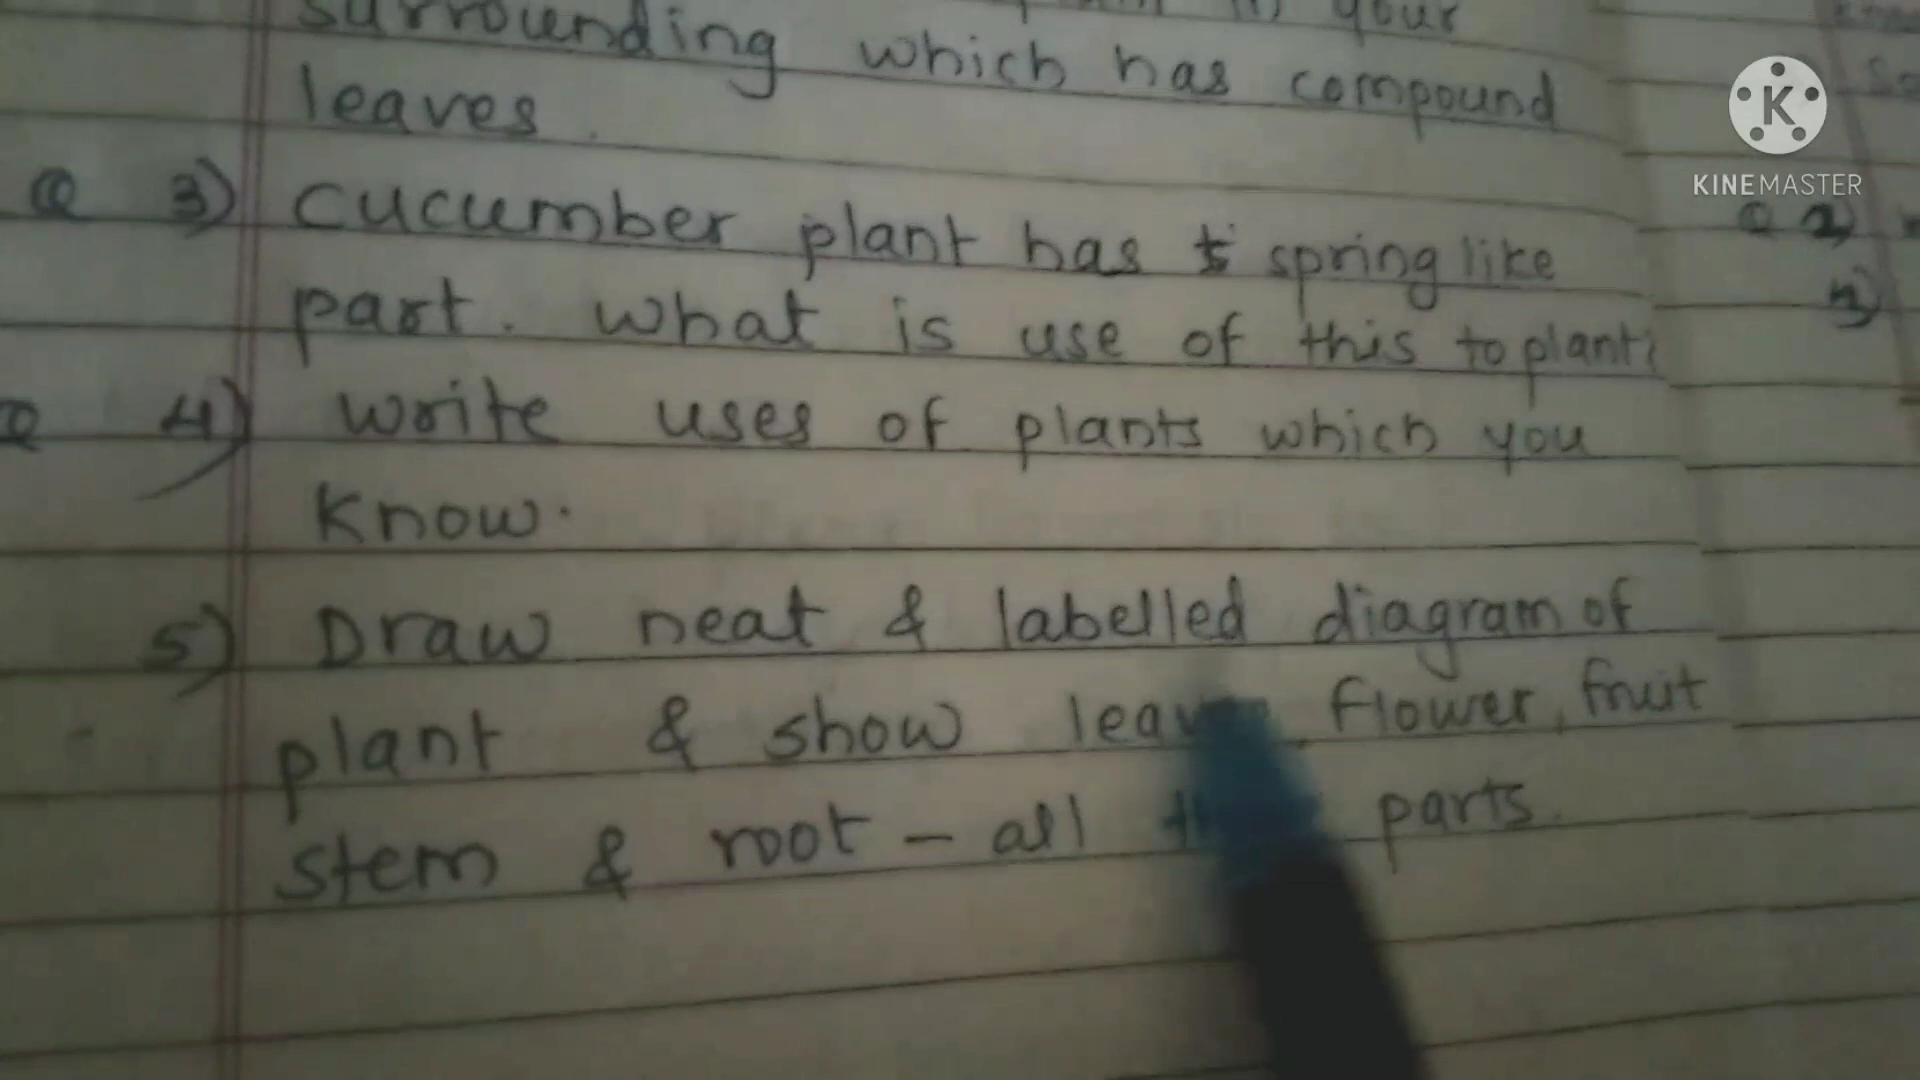 your
surrounding which has compound
leaves.
Q 3) Cucumber plant has spring like
part. What is use of this to plant?
Q 4) Write uses of plants which you
know.
5) Draw neat & labelled diagram of
plant & show flower, fruit
stem & root - all parts.
K
KINEMASTER
Q 2)